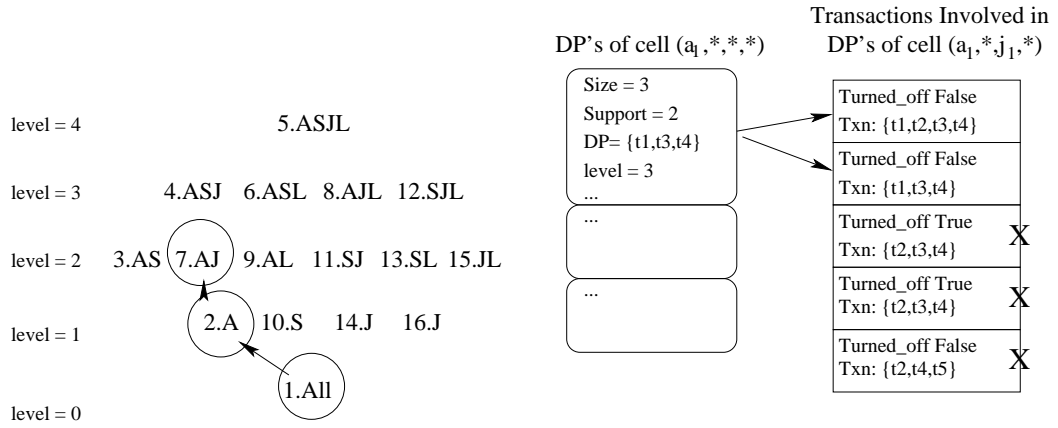 level = 4
5.ASJL
level = 3
4.ASJ 6.ASL 8.AJL 12.SJL
level = 2
3.AS 7.AJ 9.AL 11.SJ 13.SL 15.JL
level = 1
2.A 10.S 14.J 16.J
1.All
level = 0
DP's of cell (a1,*,*,*)
Size = 3
Support = 2
DP= {t1,t3,t4}
level = 3
...
...
...
Transactions Involved in
DP's of cell (a1,*,j1,*)
Turned_off False
Txn: {t1,t2,t3,t4}
Turned_off False
Txn: {t1,t3,t4}
Turned_off True
Txn: {t2,t3,t4} X
Turned_off True
Txn: {t2,t3,t4} X
Turned_off False
Txn: {t2,t4,t5} X